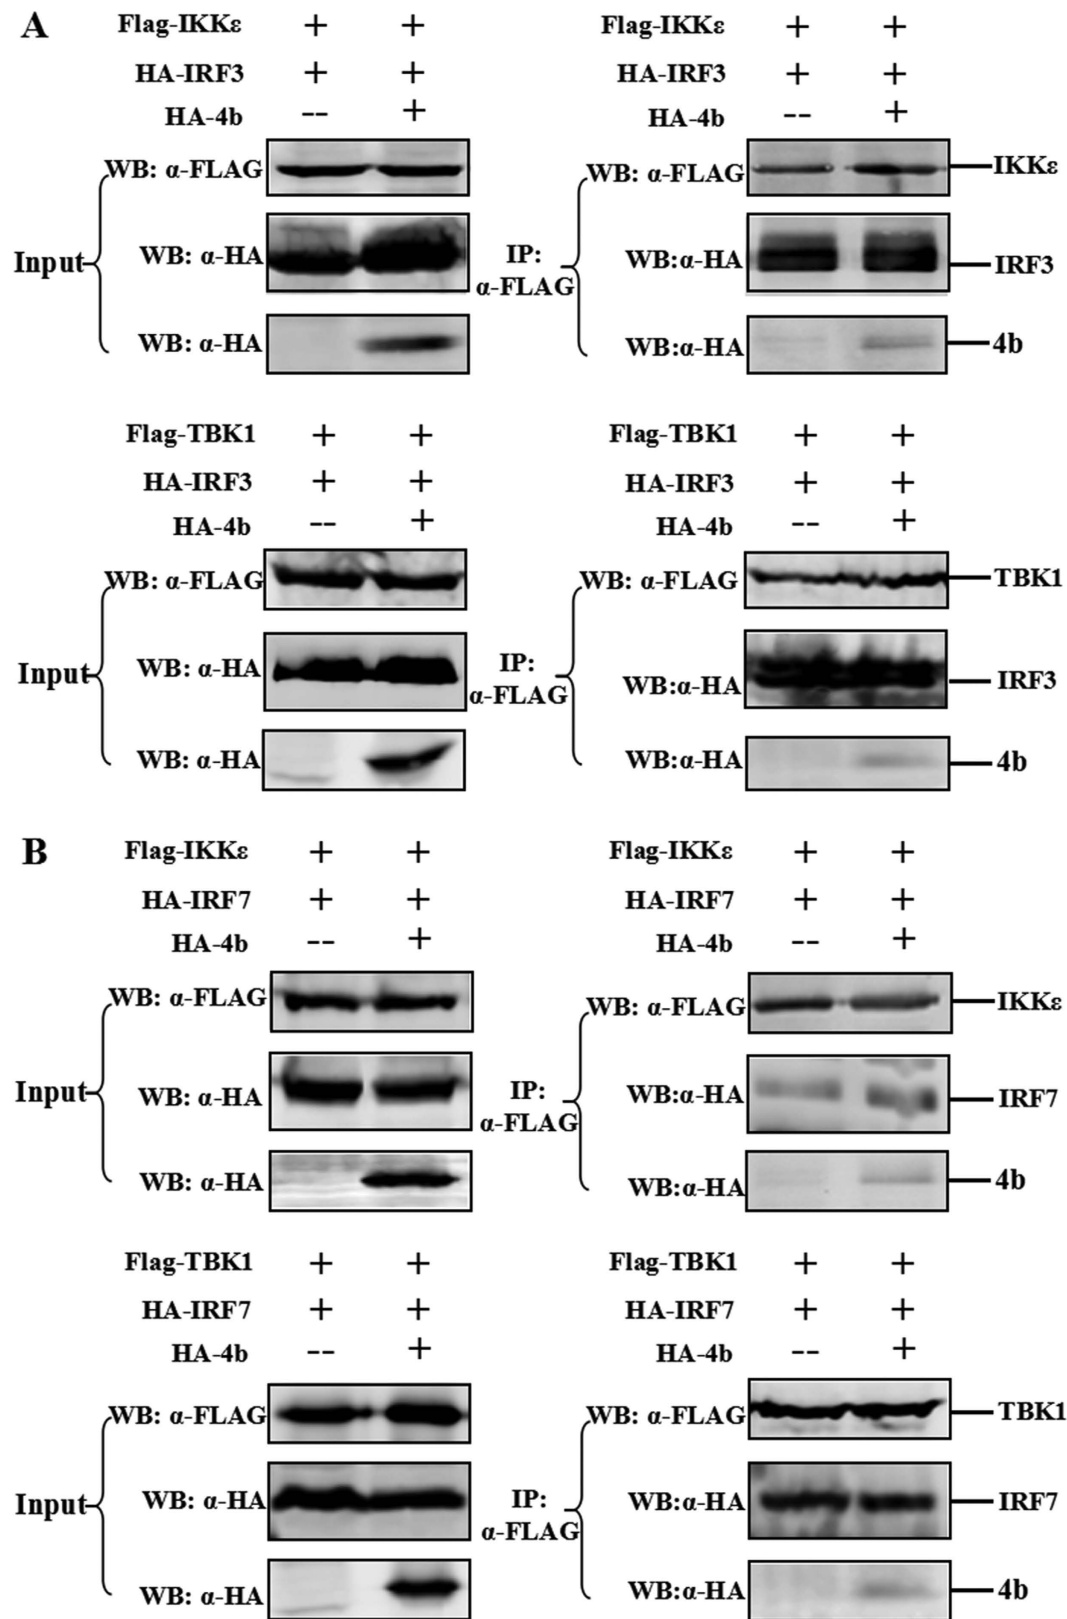 A
Flag-IKKε + +
HA-IRF3 + +
HA-4b -- +
WB: α-FLAG
Input
WB: α-HA
WB: α-HA
Flag-IKKε + +
HA-IRF3 + +
HA-4b -- +
WB: α-FLAG
IKKε
IP:
α-FLAG
WB:α-HA
IRF3
WB:α-HA
4b
Flag-TBK1 + +
HA-IRF3 + +
HA-4b -- +
WB: α-FLAG
Input
WB: α-HA
WB: α-HA
Flag-TBK1 + +
HA-IRF3 + +
HA-4b -- +
WB: α-FLAG
TBK1
IP:
α-FLAG
WB:α-HA
IRF3
WB:α-HA
4b
B
Flag-IKKε + +
HA-IRF7 + +
HA-4b -- +
WB: α-FLAG
Input
WB: α-HA
WB: α-HA
Flag-IKKε + +
HA-IRF7 + +
HA-4b -- +
WB: α-FLAG
IKKε
IP:
α-FLAG
WB:α-HA
IRF7
WB:α-HA
4b
Flag-TBK1 + +
HA-IRF7 + +
HA-4b -- +
WB: α-FLAG
Input
WB: α-HA
WB: α-HA
Flag-TBK1 + +
HA-IRF7 + +
HA-4b -- +
WB: α-FLAG
TBK1
IP:
α-FLAG
WB:α-HA
IRF7
WB:α-HA
4b